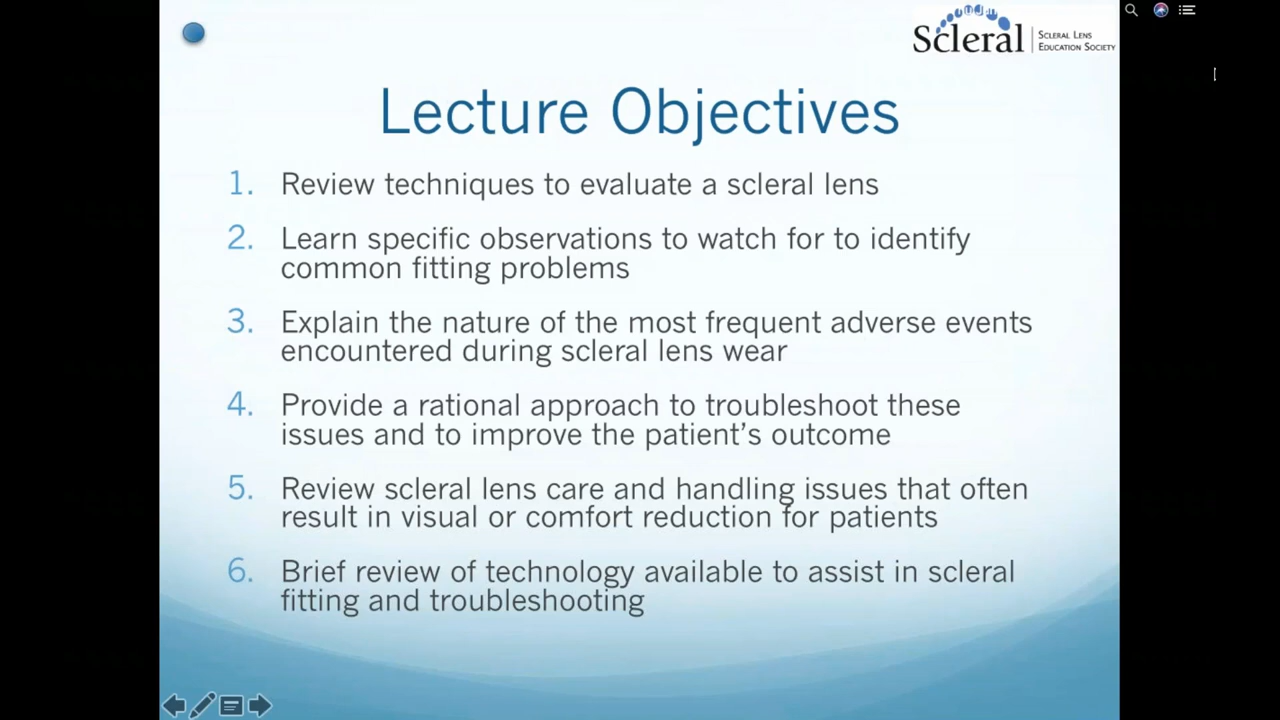 Scleral
SCLERAL LENS
EDUCATION SOCIETY
Lecture Objectives
1. Review techniques to evaluate a scleral lens
2. Learn specific observations to watch for to identify
common fitting problems
3. Explain the nature of the most frequent adverse events
encountered during scleral lens wear
4. Provide a rational approach to troubleshoot these
issues and to improve the patient’s outcome
5. Review scleral lens care and handling issues that often
result in visual or comfort reduction for patients
6. Brief review of technology available to assist in scleral
fitting and troubleshooting